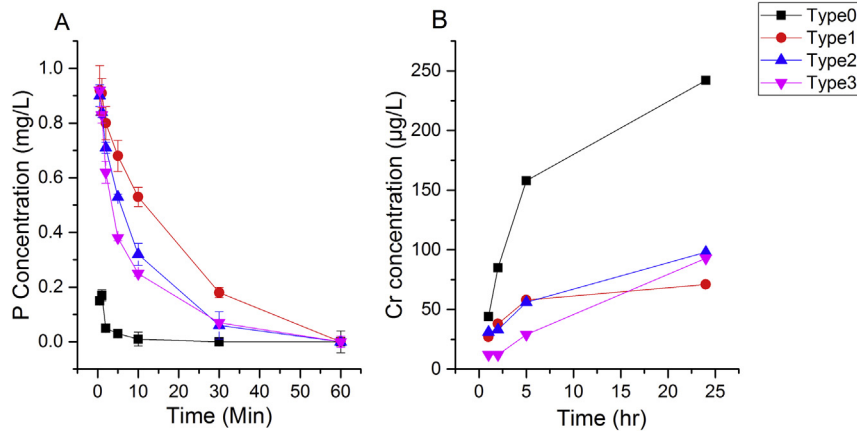 A
P Concentration (mg/L)
1.0
0.8
0.6
0.4
0.2
0.0
0 10 20 30 40 50 60
Time (Min)
B
Cr concentration (µg/L)
250
200
150
100
50
0
0 5 10 15 20 25
Time (hr)
Type0
Type1
Type2
Type3